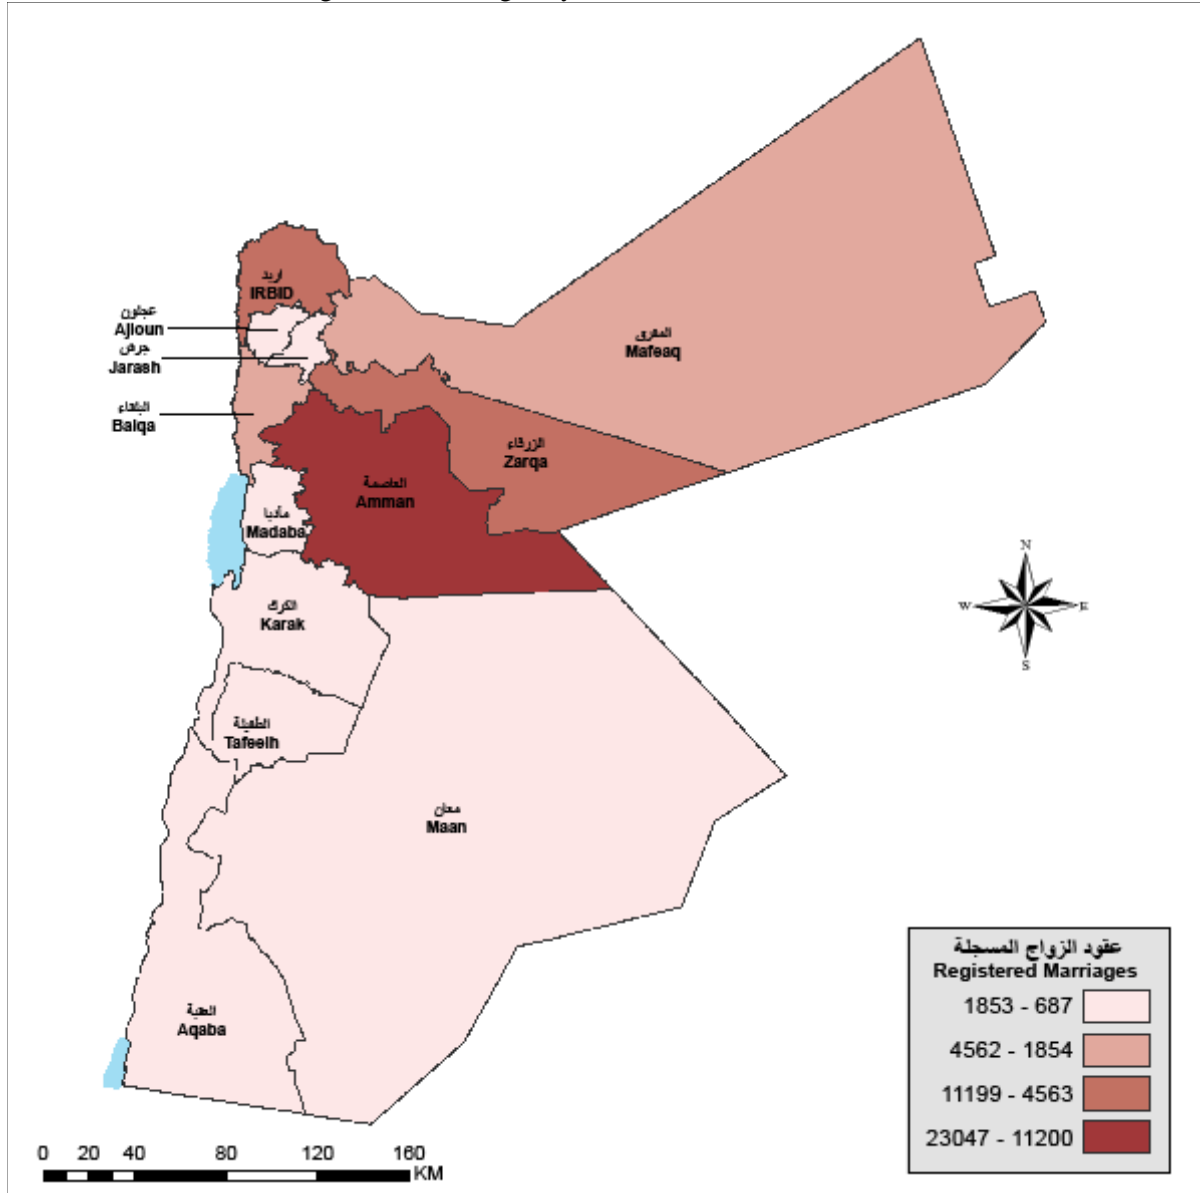 اربد
IRBID
عجلون
Ajloun
جرش
Jarash
المفرق
Mafeaq
البلقاء
Balqa
الزرقاء
Zarqa
العاصمة
Amman
مأدبا
Madaba
N
W
E
S
الكرك
Karak
الطفيلة
Tafeelh
معان
Maan
العقبة
Aqaba
عقود الزواج المسجلة
Registered Marriages
1853 - 687
4562 - 1854
11199 - 4563
23047 - 11200
0 20 40 80 120 160
KM